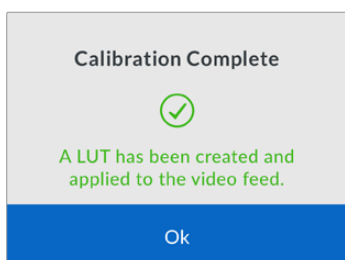 Calibration Complete
A LUT has been created and
applied to the video feed.
Ok